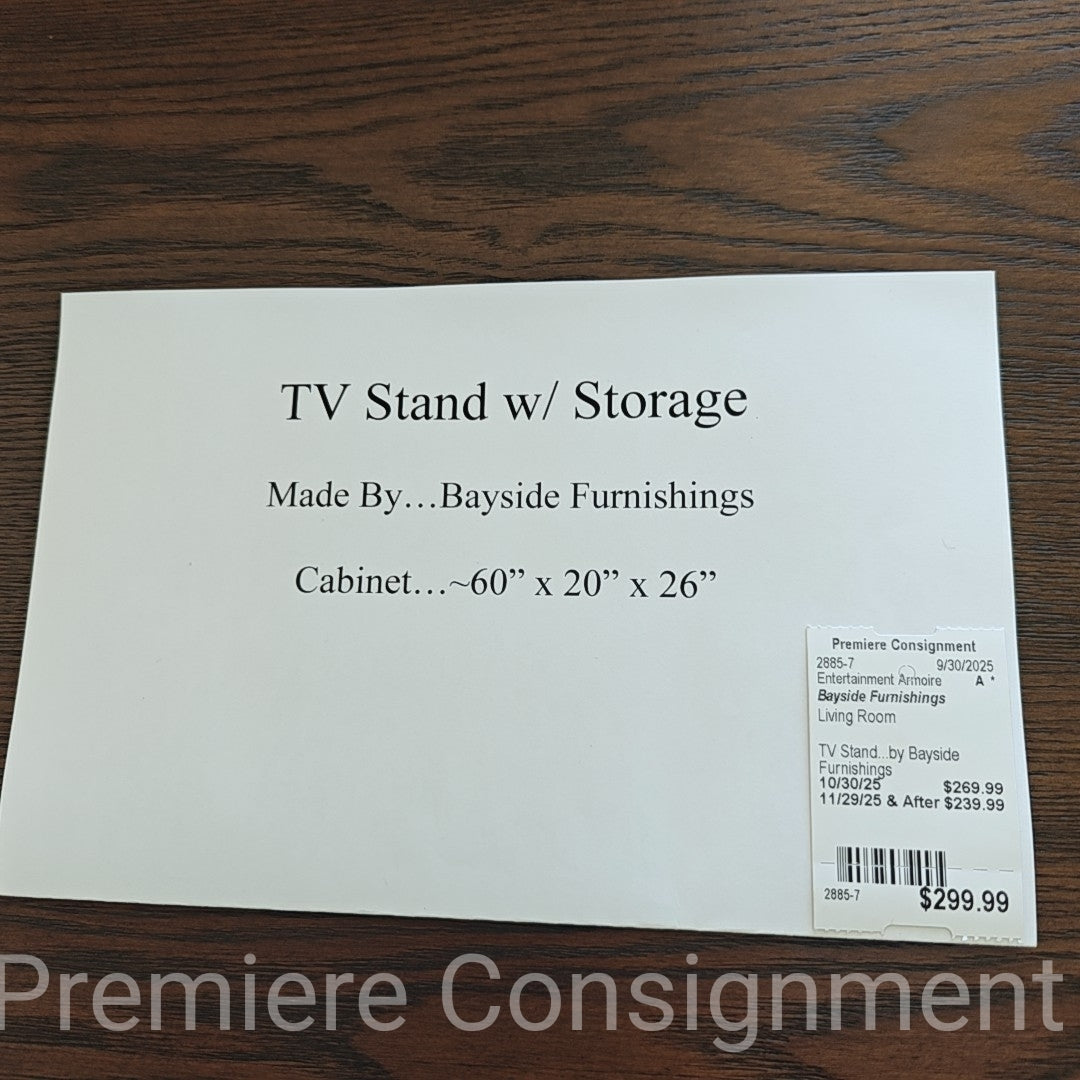 TV Stand w/ Storage
Made By…Bayside Furnishings
Cabinet…~60” x 20” x 26”
Premiere Consignment
2885-7 9/30/2025
Entertainment Armoire A *
Bayside Furnishings
Living Room
TV Stand...by Bayside
Furnishings
10/30/25 $269.99
11/29/25 & After $239.99
2885-7 $299.99
Premiere Consignment